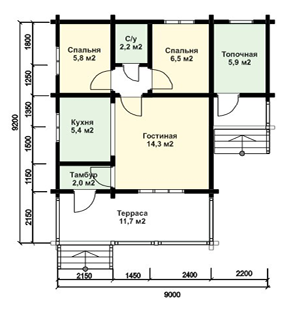 1800
1250
1350
1500
1150
2150
9200
Спальня
5,8 м2
С/у
2,2 м2
Спальня
6,5 м2
Топочная
5,9 м2
Кухня
5,4 м2
Гостиная
14,3 м2
Тамбур
2,0 м2
Терраса
11,7 м2
2150
1450
2400
2200
9000